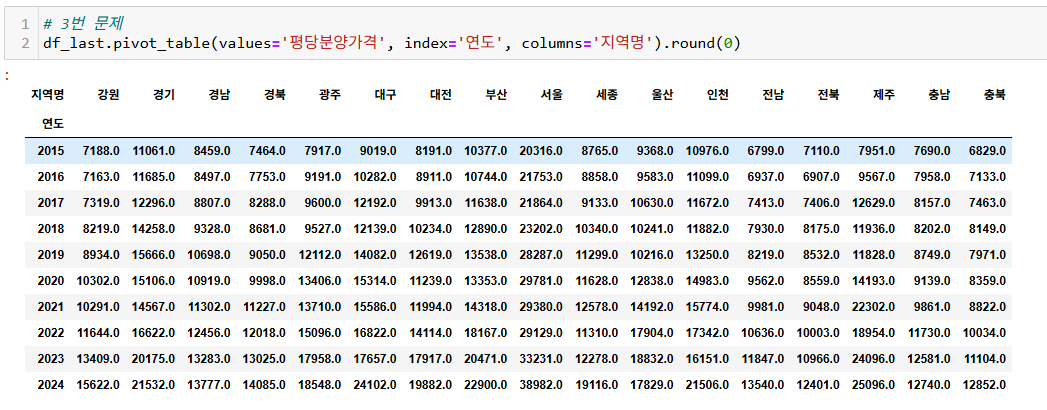 1 # 3번 문제
2 df_last.pivot_table(values='평당분양가격', index='연도', columns='지역명').round(0)
:
지역명 강원 경기 경남 경북 광주 대구 대전 부산 서울 세종 울산 인천 전남 전북 제주 충남 충북
연도
2015 7188.0 11061.0 8459.0 7464.0 7917.0 9019.0 8191.0 10377.0 20316.0 8765.0 9368.0 10976.0 6799.0 7110.0 7951.0 7690.0 6829.0
2016 7163.0 11685.0 8497.0 7753.0 9191.0 10282.0 8911.0 10744.0 21753.0 8858.0 9583.0 11099.0 6937.0 6907.0 9567.0 7958.0 7133.0
2017 7319.0 12296.0 8807.0 8288.0 9600.0 12192.0 9913.0 11638.0 21864.0 9133.0 10630.0 11672.0 7413.0 7406.0 12629.0 8157.0 7463.0
2018 8219.0 14258.0 9328.0 8681.0 9527.0 12139.0 10234.0 12890.0 23202.0 10340.0 10241.0 11882.0 7930.0 8175.0 11936.0 8202.0 8149.0
2019 8934.0 15666.0 10698.0 9050.0 12112.0 14082.0 12619.0 13538.0 28287.0 11299.0 10216.0 13250.0 8219.0 8532.0 11828.0 8749.0 7971.0
2020 10302.0 15106.0 10919.0 9998.0 13406.0 15314.0 11239.0 13353.0 29781.0 11628.0 12838.0 14983.0 9562.0 8559.0 14193.0 9139.0 8359.0
2021 10291.0 14567.0 11302.0 11227.0 13710.0 15586.0 11994.0 14318.0 29380.0 12578.0 14192.0 15774.0 9981.0 9048.0 22302.0 9861.0 8822.0
2022 11644.0 16622.0 12456.0 12018.0 15096.0 16822.0 14114.0 18167.0 29129.0 11310.0 17904.0 17342.0 10636.0 10003.0 18954.0 11730.0 10034.0
2023 13409.0 20175.0 13283.0 13025.0 17958.0 17657.0 17917.0 20471.0 33231.0 12278.0 18832.0 16151.0 11847.0 10966.0 24096.0 12581.0 11104.0
2024 15622.0 21532.0 13777.0 14085.0 18548.0 24102.0 19882.0 22900.0 38982.0 19116.0 17829.0 21506.0 13540.0 12401.0 25096.0 12740.0 12852.0